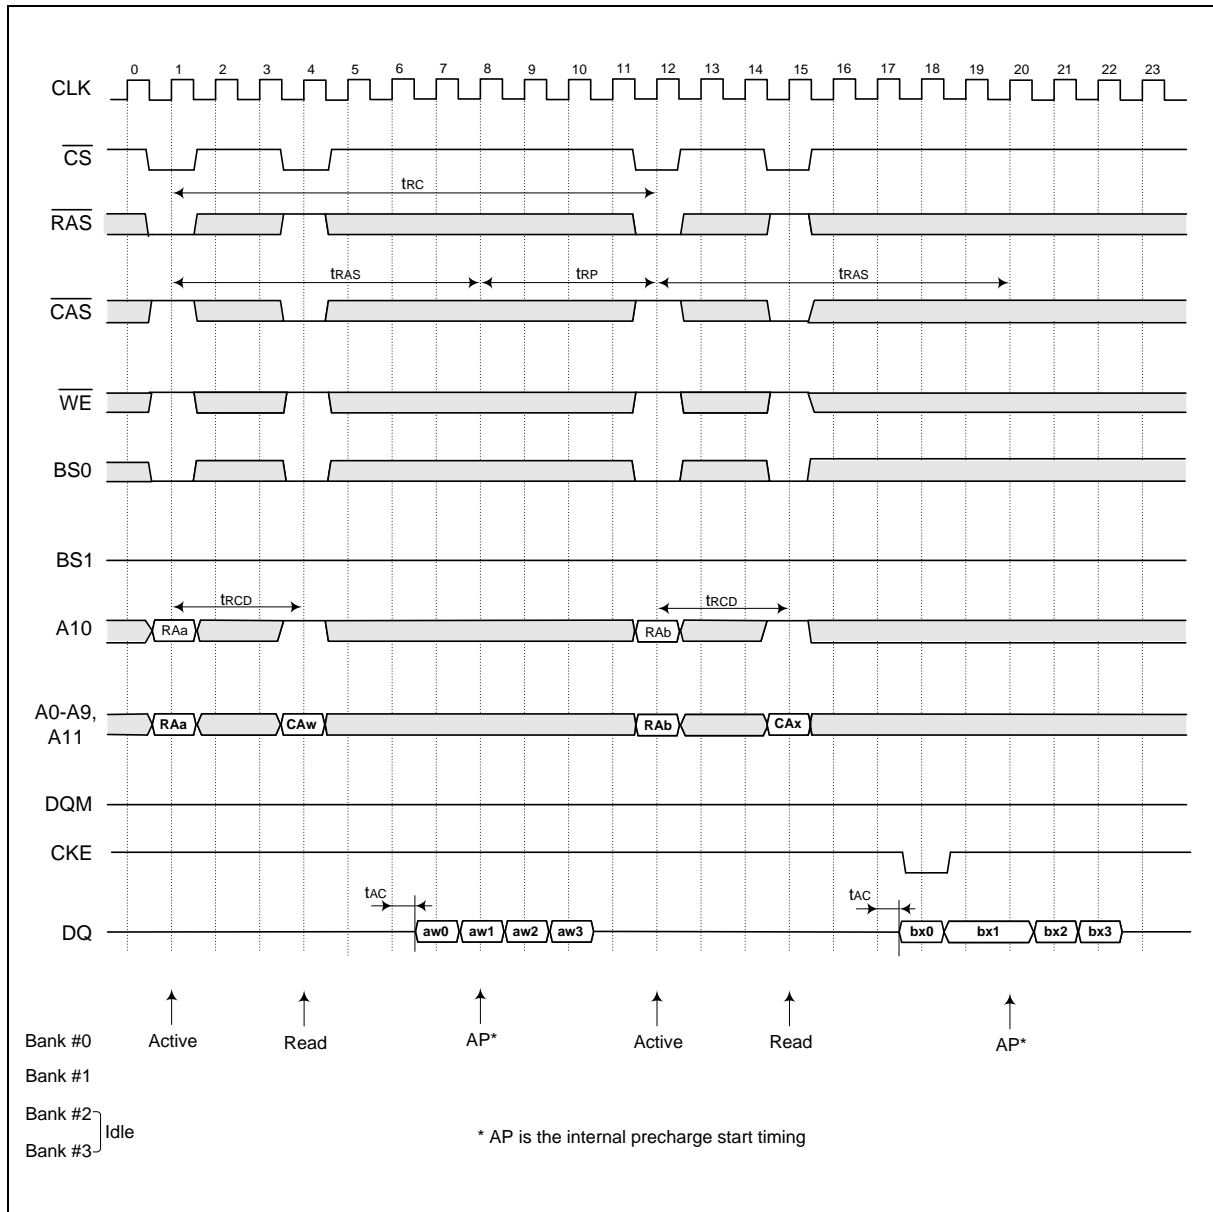 0 1 2 3 4 5 6 7 8 9 10 11 12 13 14 15 16 17 18 19 20 21 22 23
CLK
CS
tRC
RAS
tRAS tRP tRAS
CAS
WE
BS0
BS1
tRCD tRCD
A10 RAa RAb
A0-A9,
A11
RAa CAw RAb CAx
DQM
CKE
tAC tAC
DQ aw0 aw1 aw2 aw3 bx0 bx1 bx2 bx3
Bank #0 Active Read AP* Active Read AP*
Bank #1
Bank #2
Idle
Bank #3
* AP is the internal precharge start timing